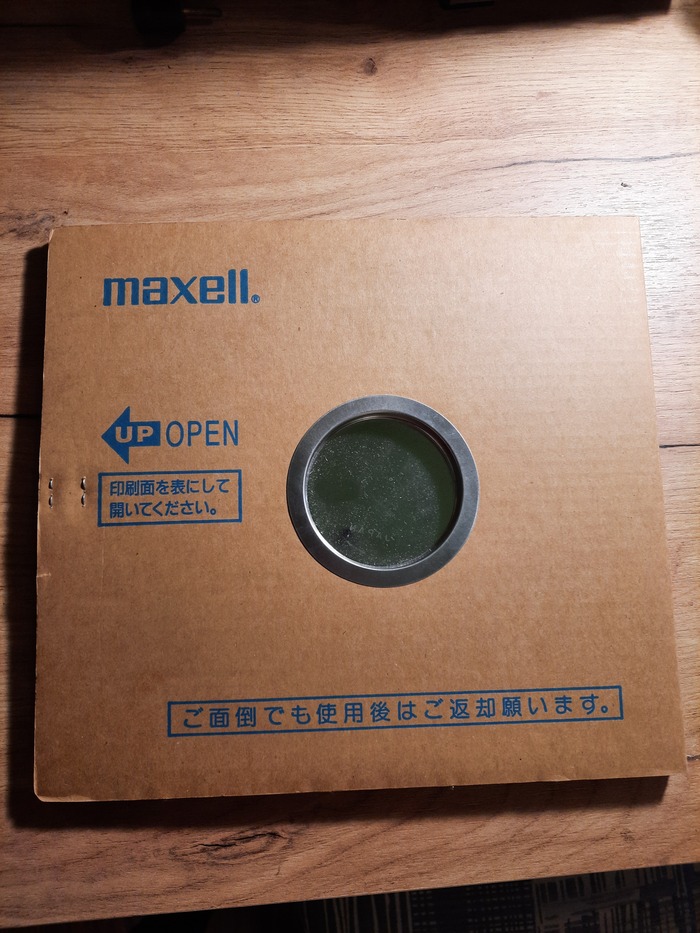 maxell®
UP OPEN
印刷面を表にして
開いてください。
ご面倒でも使用後はご返却願います。